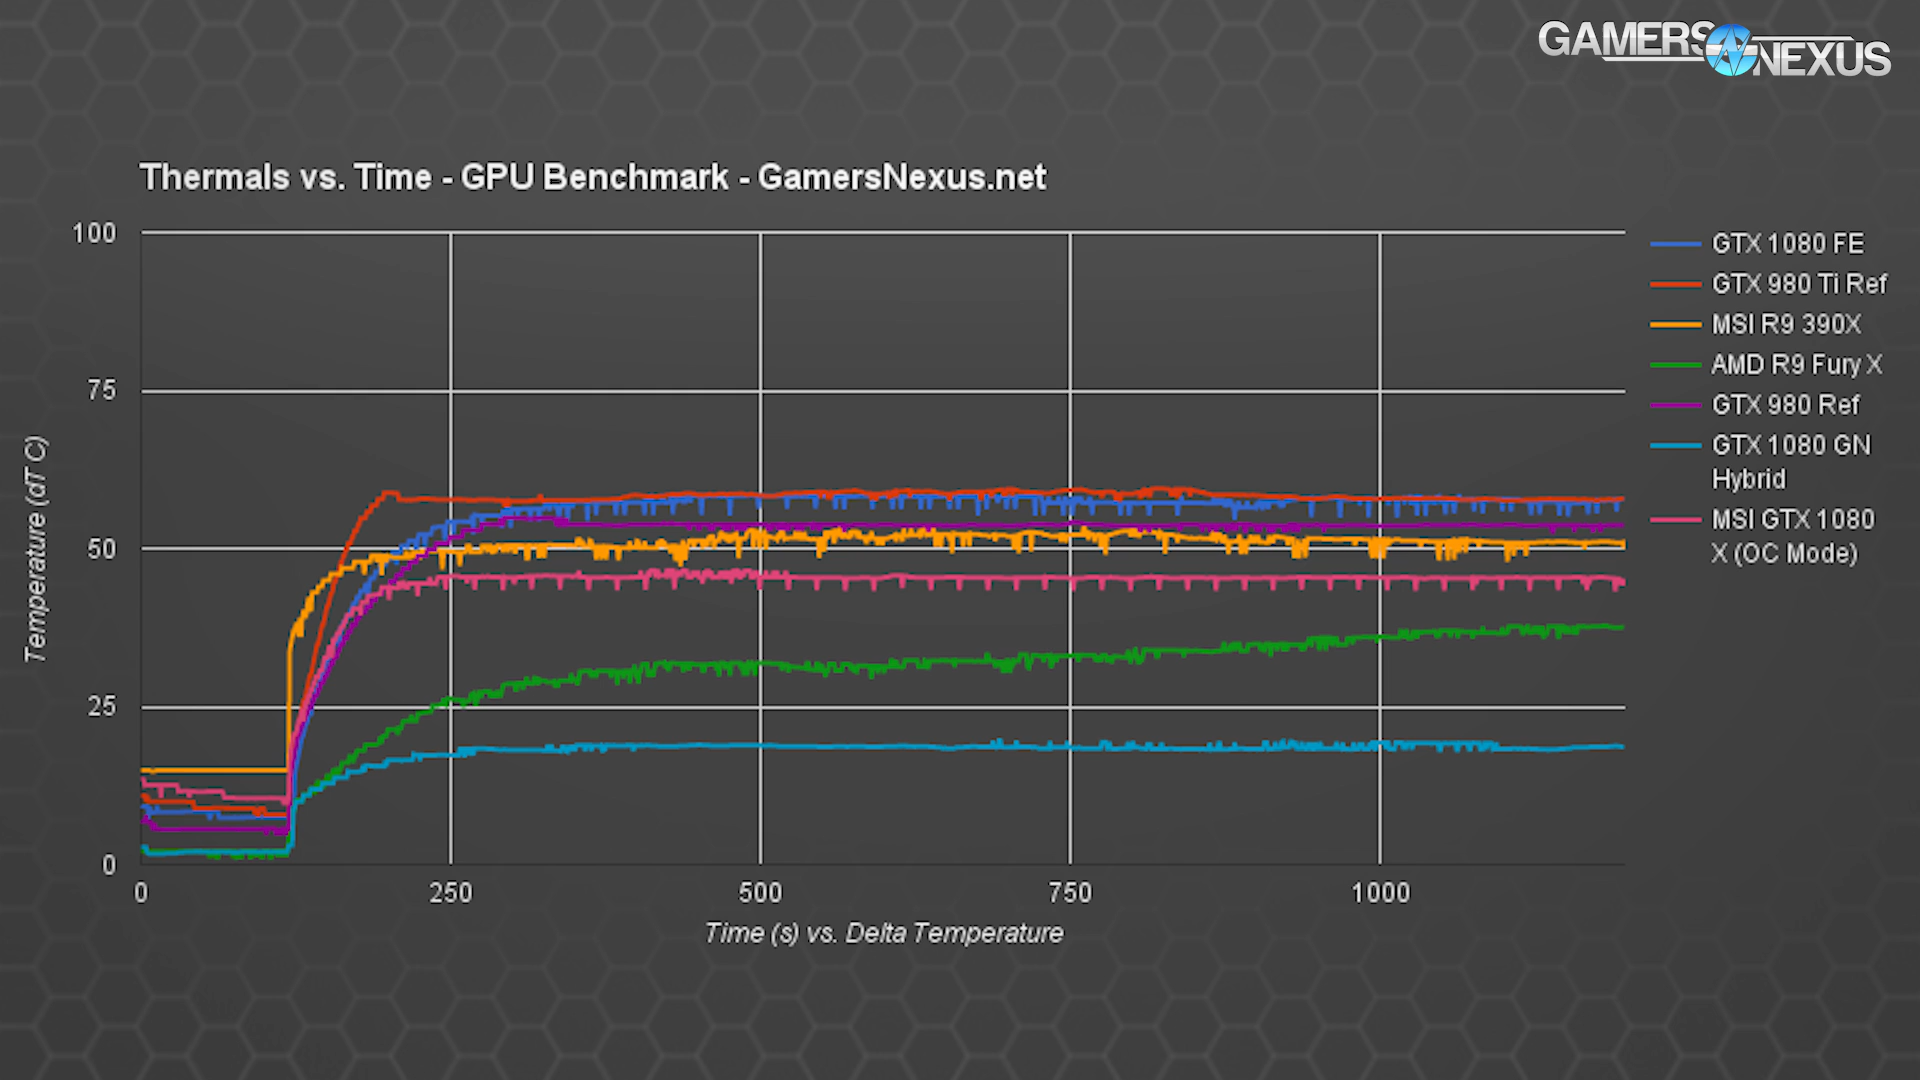 GAMERS NEXUS
Thermals vs. Time - GPU Benchmark - GamersNexus.net
100
75
50
25
0
Temperature (dT C)
0 250 500 750 1000
Time (s) vs. Delta Temperature
GTX 1080 FE
GTX 980 Ti Ref
MSI R9 390X
AMD R9 Fury X
GTX 980 Ref
GTX 1080 GN
Hybrid
MSI GTX 1080
X (OC Mode)